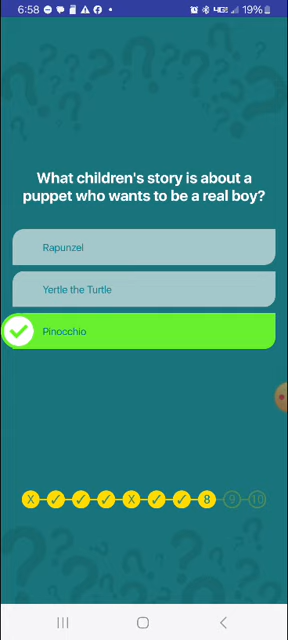 6:58
19%
What children's story is about a
puppet who wants to be a real boy?
Rapunzel
Yertle the Turtle
Pinocchio
X ✓ ✓ ✓ X ✓ ✓ 8 9 10